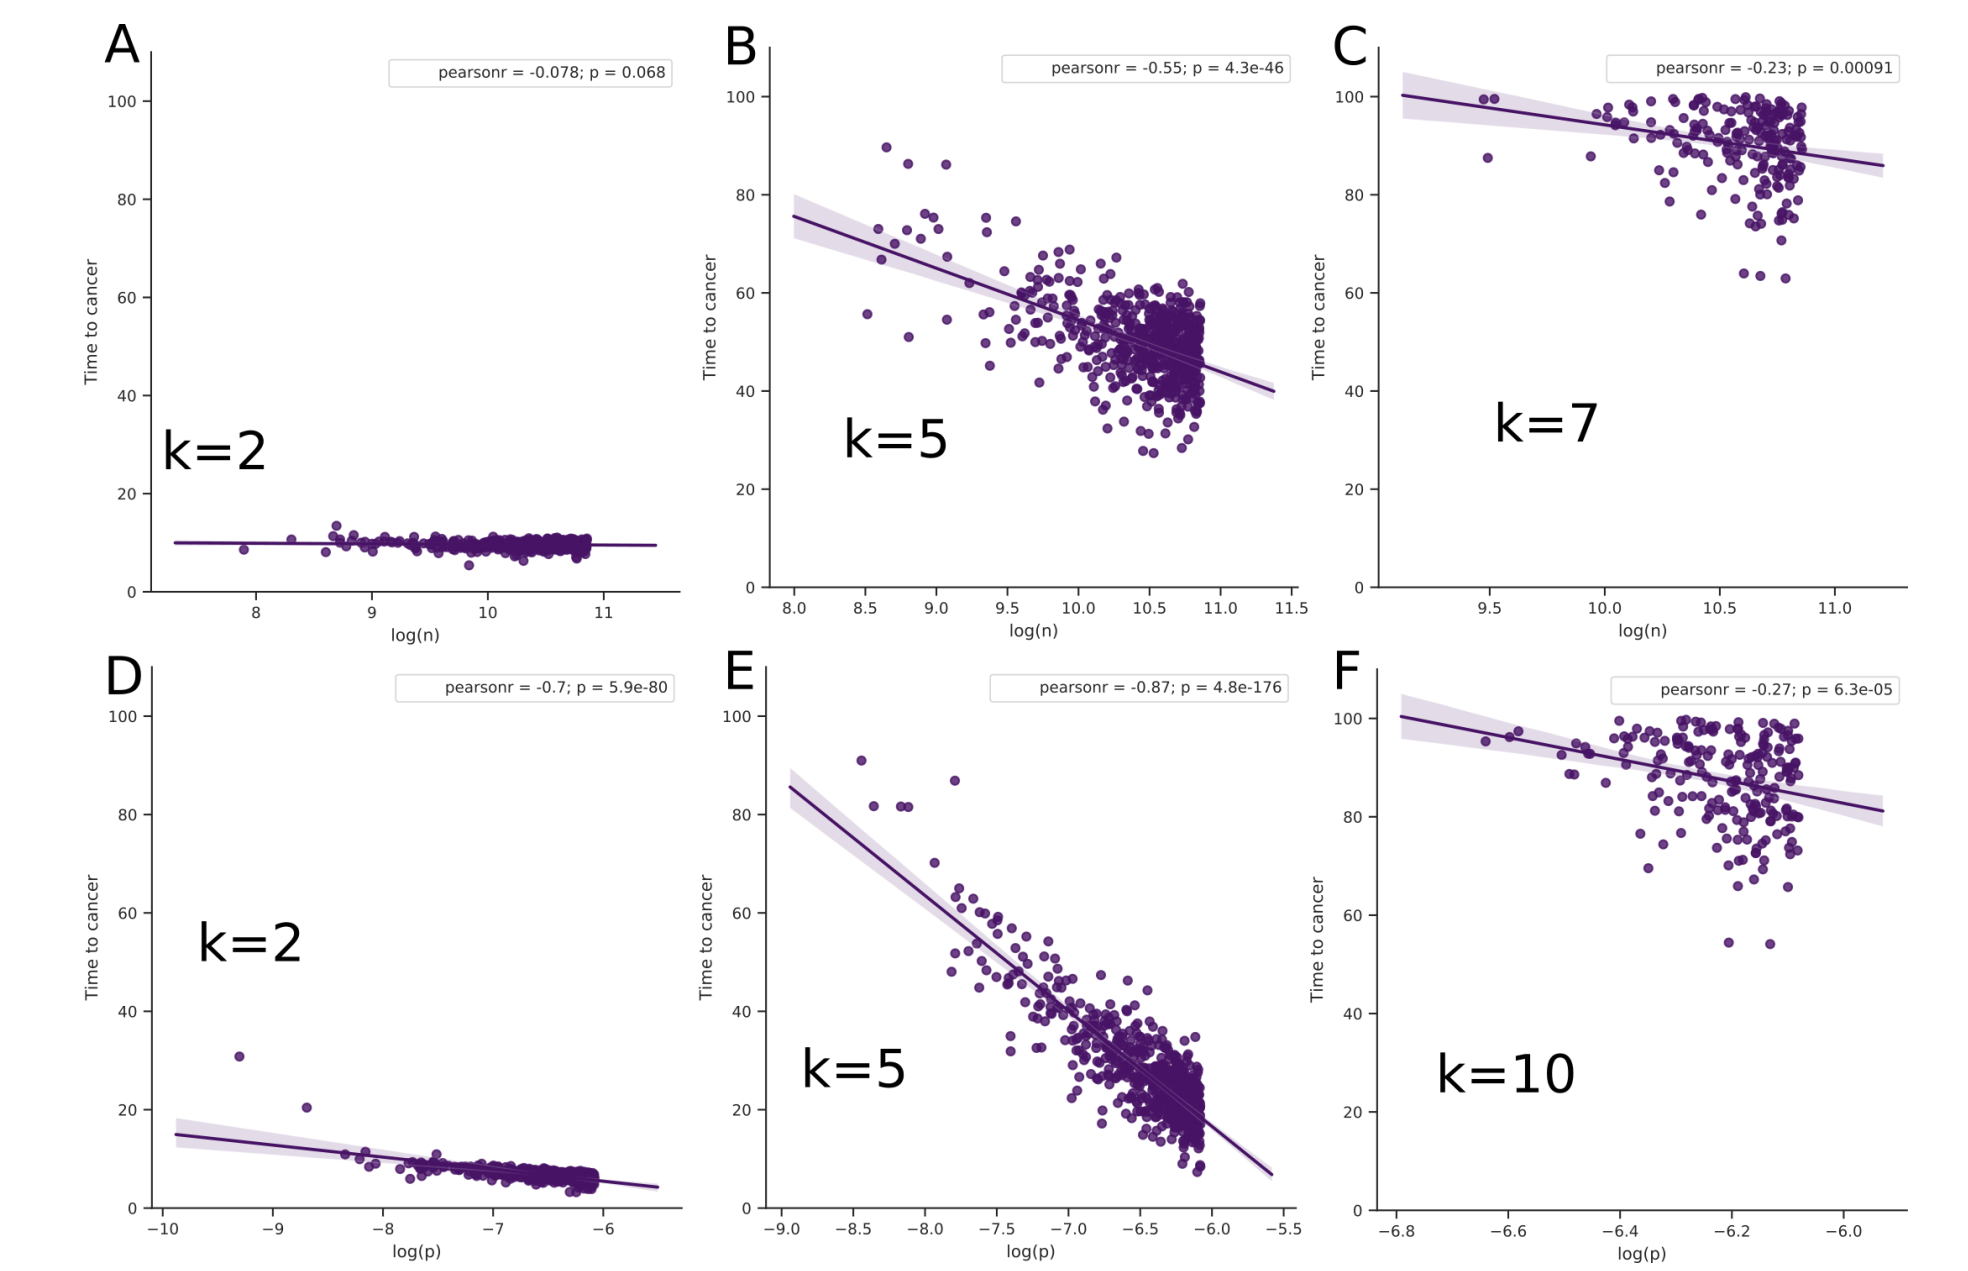 A
pearsonr = -0.078; p = 0.068
100
80
60
40
20
0
Time to cancer
k=2
8
9
10
11
log(n)
B
pearsonr = -0.55; p = 4.3e-46
100
80
60
40
20
0
Time to cancer
k=5
8.0
8.5
9.0
9.5
10.0
10.5
11.0
11.5
log(n)
C
pearsonr = -0.23; p = 0.00091
100
80
60
40
20
0
Time to cancer
k=7
9.5
10.0
10.5
11.0
log(n)
D
pearsonr = -0.7; p = 5.9e-80
100
80
60
40
20
0
Time to cancer
k=2
−10
−9
−8
−7
−6
log(p)
E
pearsonr = -0.87; p = 4.8e-176
100
80
60
40
20
0
Time to cancer
k=5
−9.0
−8.5
−8.0
−7.5
−7.0
−6.5
−6.0
−5.5
log(p)
F
pearsonr = -0.27; p = 6.3e-05
100
80
60
40
20
0
Time to cancer
k=10
−6.8
−6.6
−6.4
−6.2
−6.0
log(p)